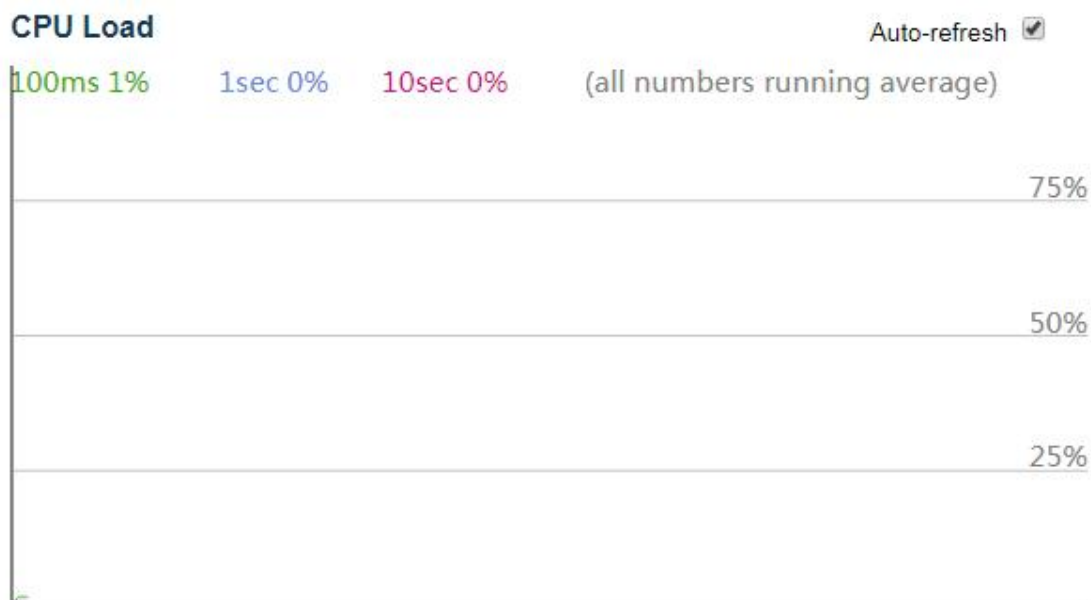 CPU Load
Auto-refresh
100ms 1% 1sec 0% 10sec 0% (all numbers running average)
75%
50%
25%